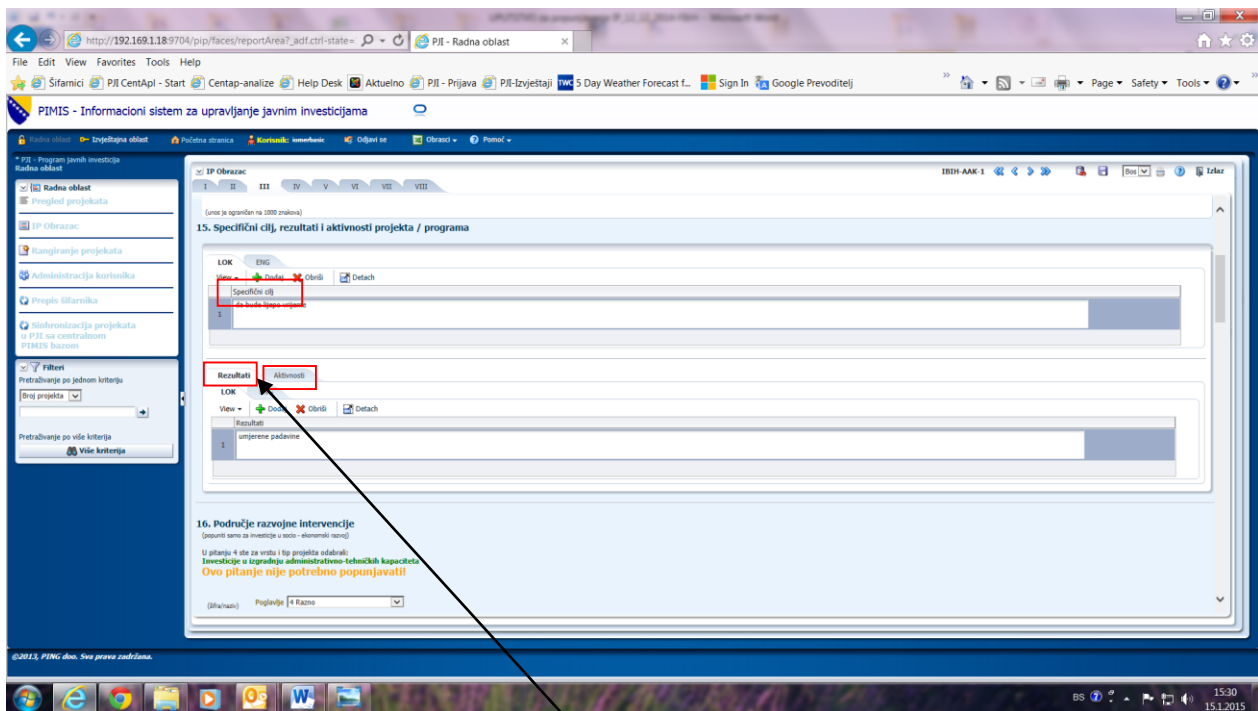 http://192.169.1.18:9704/pip/faces/reportArea?_adf.ctrl-state=
PJI - Radna oblast
File Edit View Favorites Tools Help
Šifarnici PJI CentApl - Start Centap-analize Help Desk Aktuelno PJI - Prijava PJI-Izvještaji TWC 5 Day Weather Forecast f... Sign In Google Prevoditelj
Page Safety Tools
PIMIS - Informacioni sistem za upravljanje javnim investicijama
Radna oblast Izvještajna oblast Početna stranica Korisnik: Odjavi se Obrasci Pomoć
* PJI - Program javnih investicija
Radna oblast
Radna oblast
Pregled projekata
IP Obrazac
Rangiranje projekata
Administracija korisnika
Prepis šifarnika
Sinhronizacija projekata
u PJI sa centralnom
PIMIS bazom
Filteri
Pretraživanje po jednom kriteriju
Broj projekta
Pretraživanje po više kriterija
Više kriterija
IP Obrazac
IBIH-AAK-1 Bos Izlaz
I II III IV V VI VII VIII
(unos je ograničen na 1000 znakova)
15. Specifični cilj, rezultati i aktivnosti projekta / programa
LOK ENG
View Dodaj Obriši Detach
Specifični cilj
1 da bude lijepo vrijeme
Rezultati Aktivnosti
LOK
View Dodaj Obriši Detach
Rezultati
1 umjerene padavine
16. Područje razvojne intervencije
(popuniti samo za investicije u socio - ekonomski razvoj)
U pitanju 4 ste za vrstu i tip projekta odabrali:
Investicije u izgradnju administrativno-tehničkih kapaciteta
Ovo pitanje nije potrebno popunjavati!
(šifra/naziv) Poglavlje 4 Razno
©2013, PING doo. Sva prava zadržana.
BS 15:30
15.1.2015